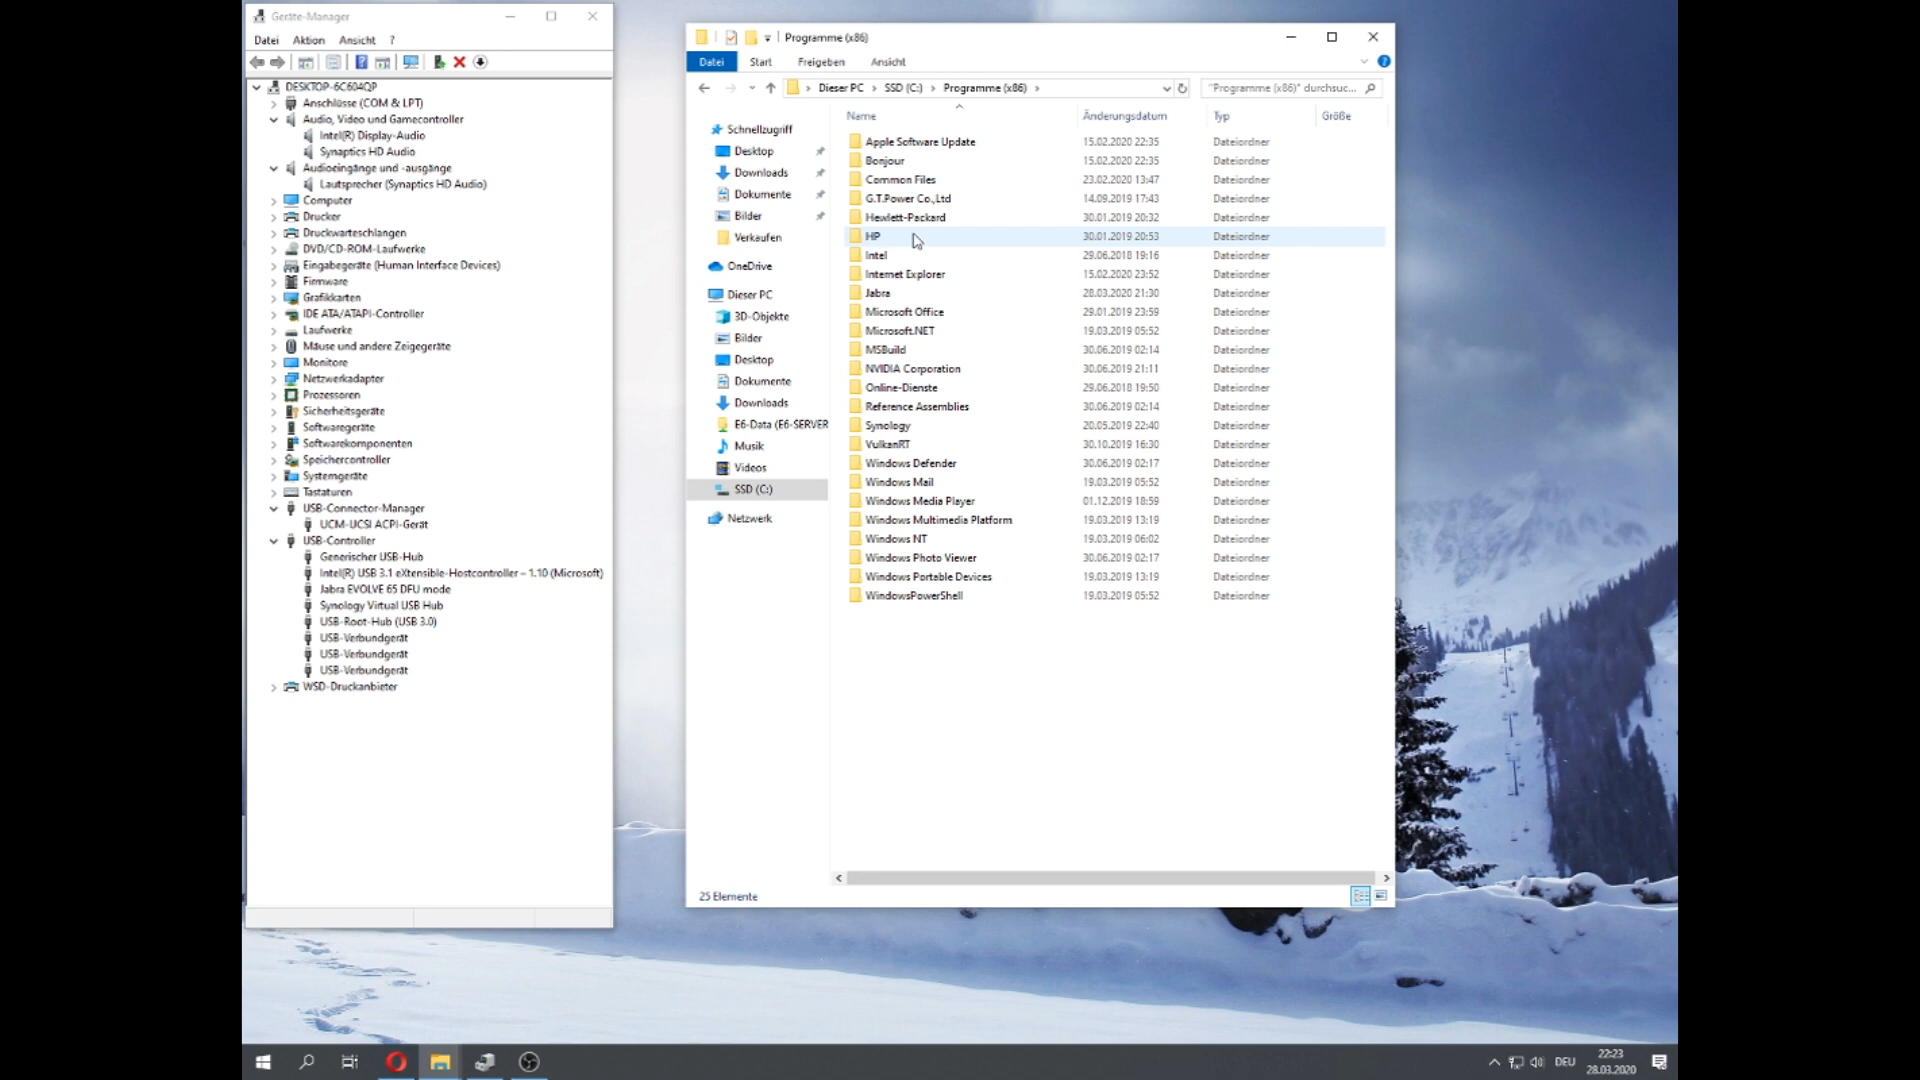 Geräte-Manager
Datei Aktion Ansicht ?
DESKTOP-6C604QP
Anschlüsse (COM & LPT)
Audio, Video und Gamecontroller
Intel(R) Display-Audio
Synaptics HD Audio
Audioeingänge und -ausgänge
Lautsprecher (Synaptics HD Audio)
Computer
Drucker
Druckwarteschlangen
DVD/CD-ROM-Laufwerke
Eingabegeräte (Human Interface Devices)
Firmware
Grafikkarten
IDE ATA/ATAPI-Controller
Laufwerke
Mäuse und andere Zeigegeräte
Monitore
Netzwerkadapter
Prozessoren
Sicherheitsgeräte
Softwaregeräte
Softwarekomponenten
Speichercontroller
Systemgeräte
Tastaturen
USB-Connector-Manager
UCM-UCSI ACPI-Gerät
USB-Controller
Generischer USB-Hub
Intel(R) USB 3.1 eXtensible-Hostcontroller – 1.10 (Microsoft)
Jabra EVOLVE 65 DFU mode
Synology Virtual USB Hub
USB-Root-Hub (USB 3.0)
USB-Verbundgerät
USB-Verbundgerät
USB-Verbundgerät
WSD-Druckanbieter
Programme (x86)
Datei Start Freigeben Ansicht
Dieser PC > SSD (C:) > Programme (x86) >
"Programme (x86)" durchsuc...
Schnellzugriff
Desktop
Downloads
Dokumente
Bilder
Verkaufen
OneDrive
Dieser PC
3D-Objekte
Bilder
Desktop
Dokumente
Downloads
E6-Data (E6-SERVER
Musik
Videos
SSD (C:)
Netzwerk
Name Änderungsdatum Typ Größe
Apple Software Update 15.02.2020 22:35 Dateiordner
Bonjour 15.02.2020 22:35 Dateiordner
Common Files 23.02.2020 13:47 Dateiordner
G.T.Power Co.,Ltd 14.09.2019 17:43 Dateiordner
Hewlett-Packard 30.01.2019 20:32 Dateiordner
HP 30.01.2019 20:53 Dateiordner
Intel 29.06.2018 19:16 Dateiordner
Internet Explorer 15.02.2020 23:52 Dateiordner
Jabra 28.03.2020 21:30 Dateiordner
Microsoft Office 29.01.2019 23:59 Dateiordner
Microsoft.NET 19.03.2019 05:52 Dateiordner
MSBuild 30.06.2019 02:14 Dateiordner
NVIDIA Corporation 30.06.2019 21:11 Dateiordner
Online-Dienste 29.06.2018 19:50 Dateiordner
Reference Assemblies 30.06.2019 02:14 Dateiordner
Synology 20.05.2019 22:40 Dateiordner
VulkanRT 30.10.2019 16:30 Dateiordner
Windows Defender 30.06.2019 02:17 Dateiordner
Windows Mail 19.03.2019 05:52 Dateiordner
Windows Media Player 01.12.2019 18:59 Dateiordner
Windows Multimedia Platform 19.03.2019 13:19 Dateiordner
Windows NT 19.03.2019 06:02 Dateiordner
Windows Photo Viewer 30.06.2019 02:17 Dateiordner
Windows Portable Devices 19.03.2019 13:19 Dateiordner
WindowsPowerShell 19.03.2019 05:52 Dateiordner
25 Elemente
DEU
22:23
28.03.2020